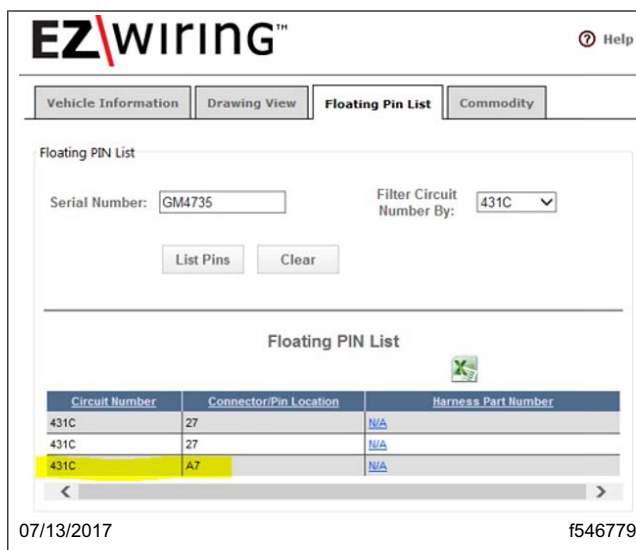 EZ\WIRING™
Help
Vehicle Information Drawing View Floating Pin List Commodity
Floating PIN List
Serial Number: GM4735 Filter Circuit Number By: 431C
List Pins Clear
Floating PIN List
Circuit Number Connector/Pin Location Harness Part Number
431C 27 N/A
431C 27 N/A
431C A7 N/A
07/13/2017 f546779